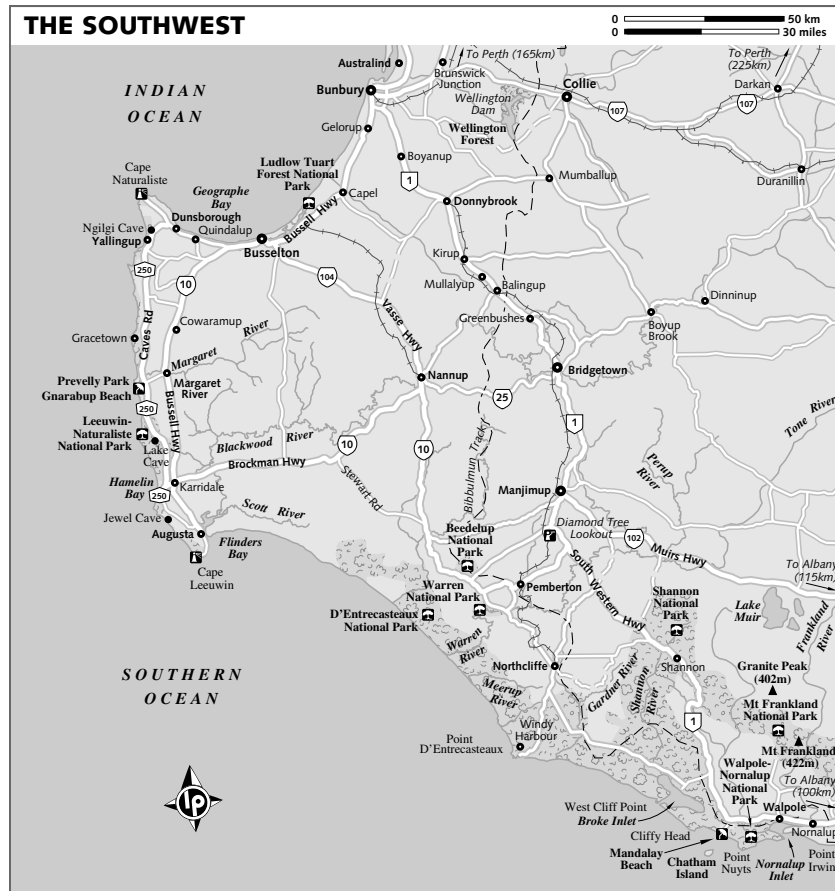 THE SOUTHWEST
0 50 km
0 30 miles
To Perth (165km)
To Perth
(225km)
Australind
Brunswick
Junction
Collie
Darkan
INDIAN
OCEAN
Bunbury
Wellington
Dam
107
107
Gelorup
Wellington
Forest
Ludlow Tuart
Forest National
Park
Boyanup
Cape
Naturaliste
Geographe
Bay
1
Mumballup
Duranillin
Capel
Donnybrook
Dunsborough
Ngilgi Cave
Quindalup
Yallingup
Bussell Hwy
Busselton
Kirup
250
10
104
Mullalyup
Balingup
Dinninup
Vasse Hwy
Greenbushes
Boyup
Brook
Cowaramup
Gracetown
Caves Rd
Margaret River
Bridgetown
Prevelly Park
Gnarabup Beach
Margaret
River
Nannup
25
250
Bussell Hwy
1
Tone River
Leeuwin-
Naturaliste
National Park
Lake
Cave
Blackwood River
10
10
Brockman Hwy
Bibbulmun Track
Perup
River
Stewart Rd
Hamelin
Bay
Karridale
250
Manjimup
Scott River
Jewel Cave
Diamond Tree
Lookout
Augusta
Flinders
Bay
Beedelup
National
Park
102
Muirs Hwy
To Albany
(115km)
Cape
Leeuwin
South Western Hwy
Warren
National Park
Pemberton
Shannon
National
Park
Lake
Muir
Frankland
River
D'Entrecasteaux
National Park
Warren
River
SOUTHERN
OCEAN
Northcliffe
Gardner River
Shannon
River
Shannon
Granite Peak
(402m)
Meerup
River
Mt Frankland
National Park
Windy
Harbour
1
Point
D'Entrecasteaux
Mt Frankland
(422m)
Walpole-
Nornalup
National
Park
To Albany
(100km)
lp
West Cliff Point
Broke Inlet
Walpole
Cliffy Head
Nornalup
Mandalay
Beach
Chatham
Island
Point
Nuyts
Nornalup
Inlet
Point
Irwin